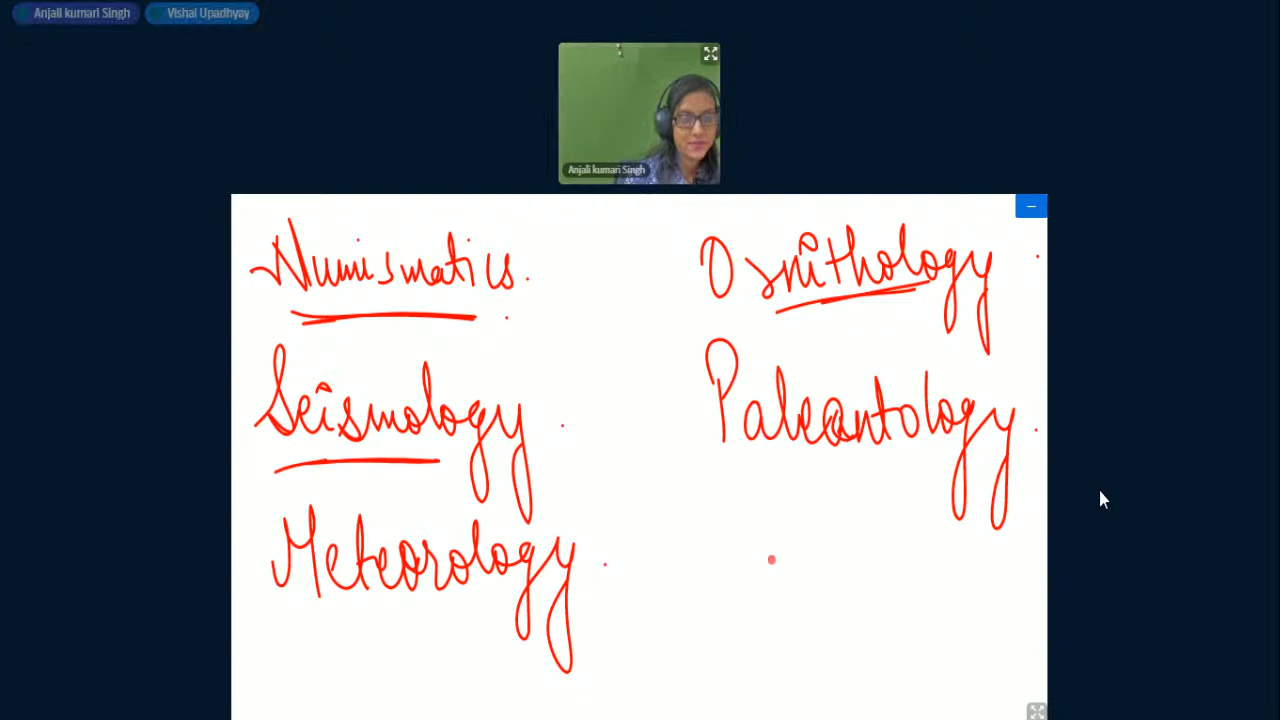 Anjali kumari Singh
Vishal Upadhyay
Anjali kumari Singh
Numismatics.
Seismology.
Meteorology.
Ornithology.
Paleontology.